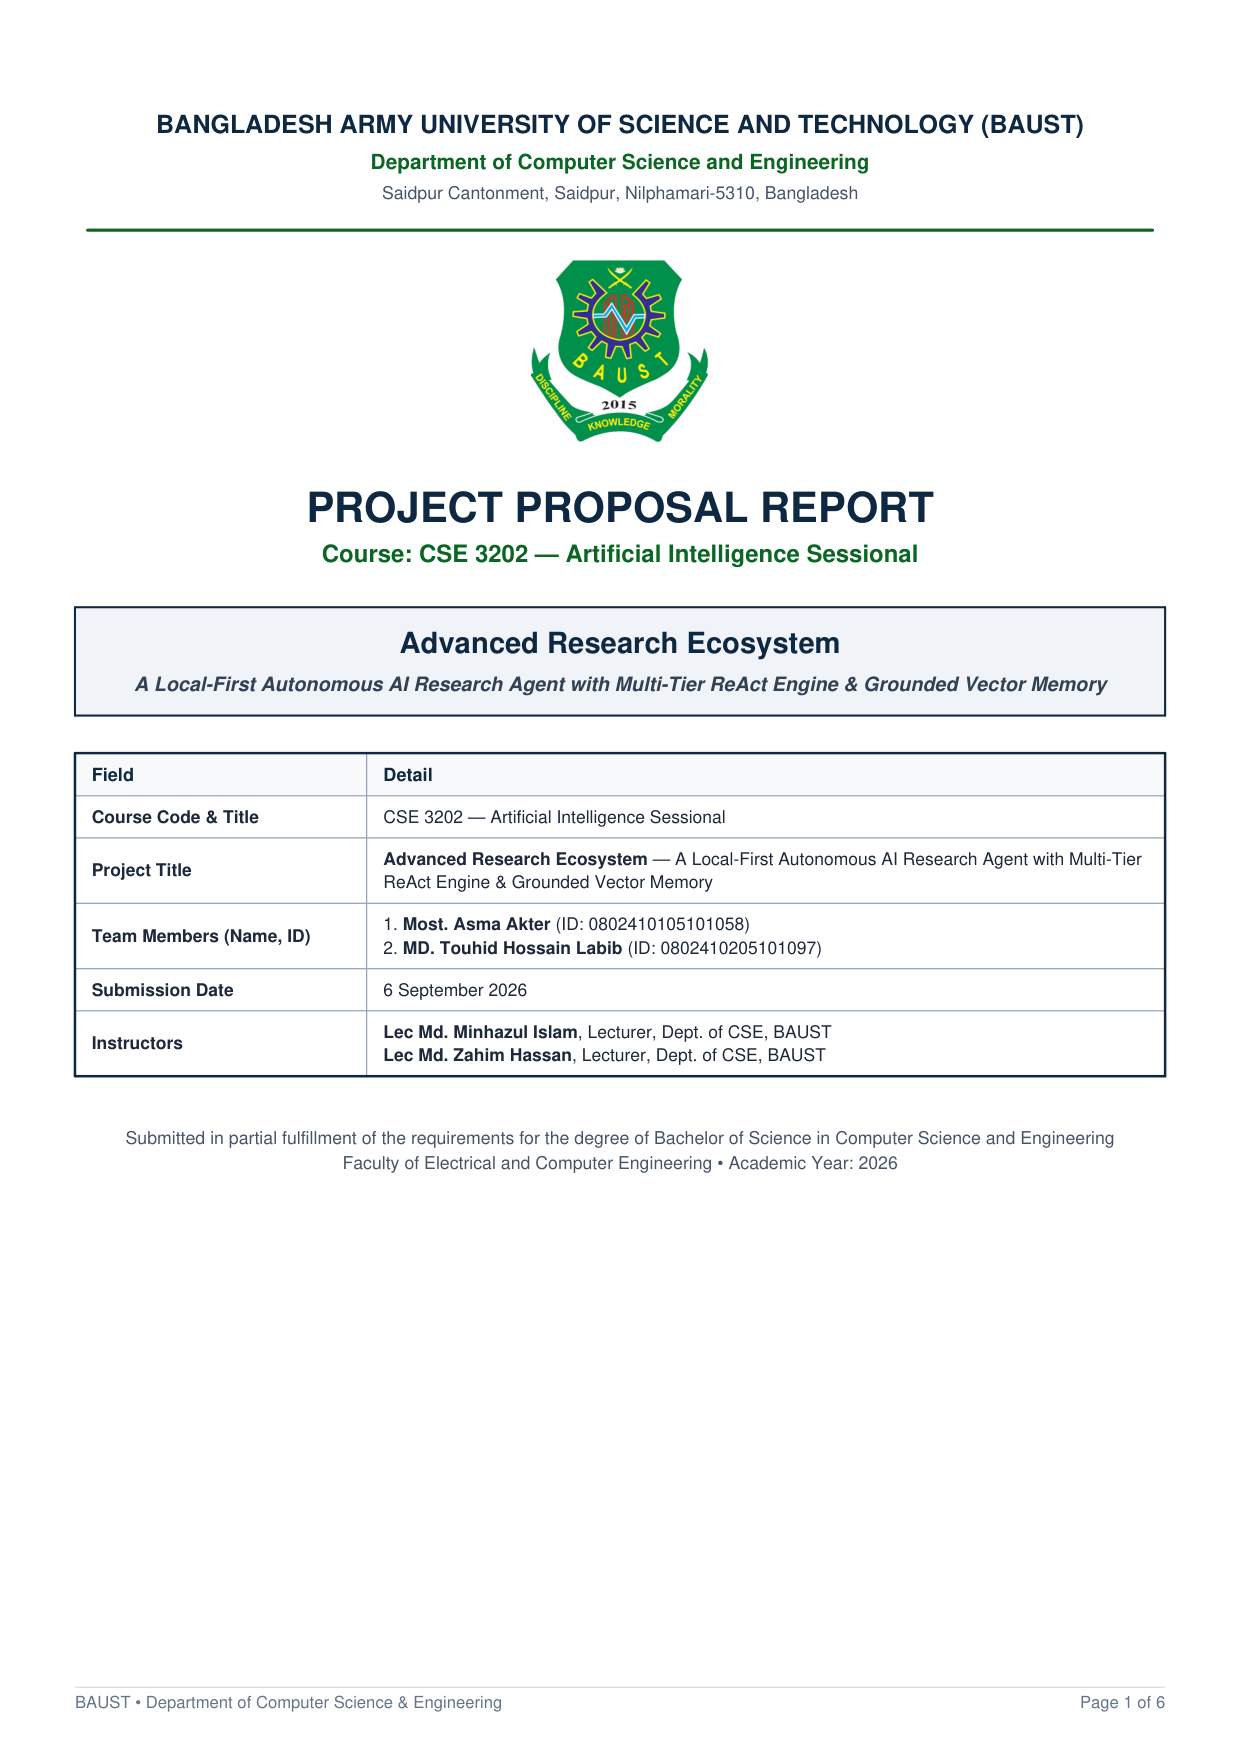 BANGLADESH ARMY UNIVERSITY OF SCIENCE AND TECHNOLOGY (BAUST)
Department of Computer Science and Engineering
Saidpur Cantonment, Saidpur, Nilphamari-5310, Bangladesh
BAUST
2015
DISCIPLINE
KNOWLEDGE
MORALITY
PROJECT PROPOSAL REPORT
Course: CSE 3202 — Artificial Intelligence Sessional
Advanced Research Ecosystem
A Local-First Autonomous AI Research Agent with Multi-Tier ReAct Engine & Grounded Vector Memory
Field Detail
Course Code & Title CSE 3202 — Artificial Intelligence Sessional
Project Title Advanced Research Ecosystem — A Local-First Autonomous AI Research Agent with Multi-Tier
ReAct Engine & Grounded Vector Memory
Team Members (Name, ID) 1. Most. Asma Akter (ID: 0802410105101058)
2. MD. Touhid Hossain Labib (ID: 0802410205101097)
Submission Date 6 September 2026
Instructors Lec Md. Minhazul Islam, Lecturer, Dept. of CSE, BAUST
Lec Md. Zahim Hassan, Lecturer, Dept. of CSE, BAUST
Submitted in partial fulfillment of the requirements for the degree of Bachelor of Science in Computer Science and Engineering
Faculty of Electrical and Computer Engineering • Academic Year: 2026
BAUST • Department of Computer Science & Engineering Page 1 of 6